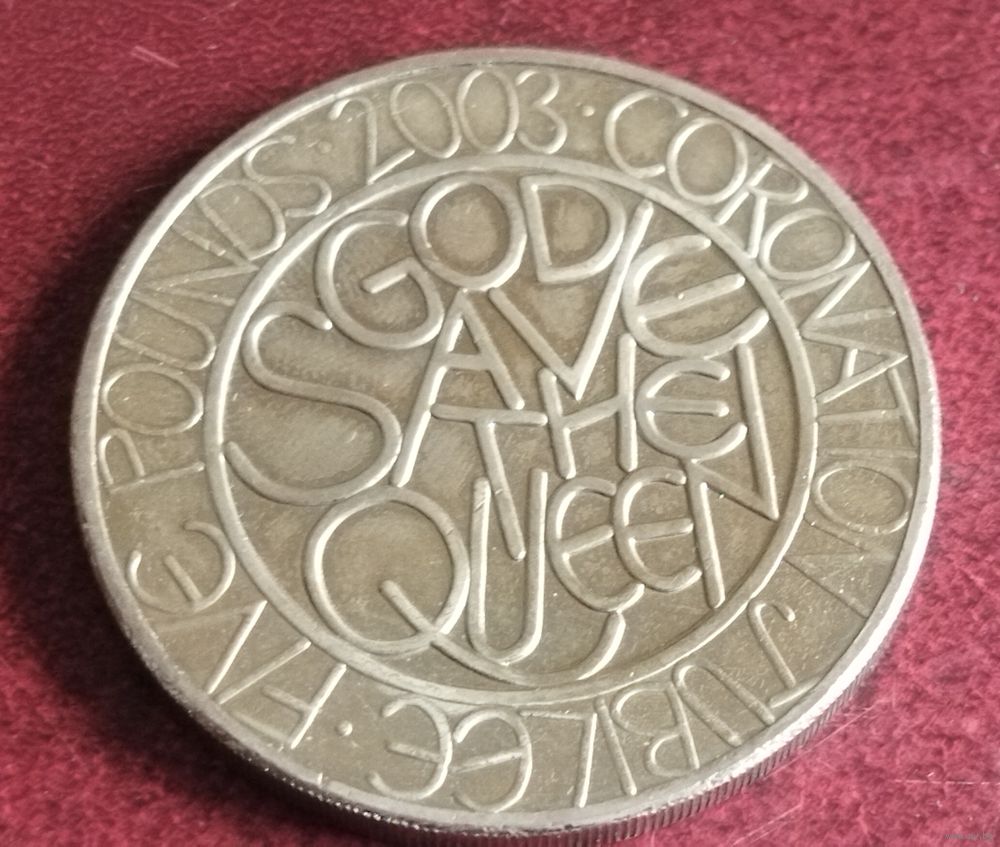 GOD
SAVE
THE
QUEEN
CORONATION JUBILEE · FIVE POUNDS · 2003 ·